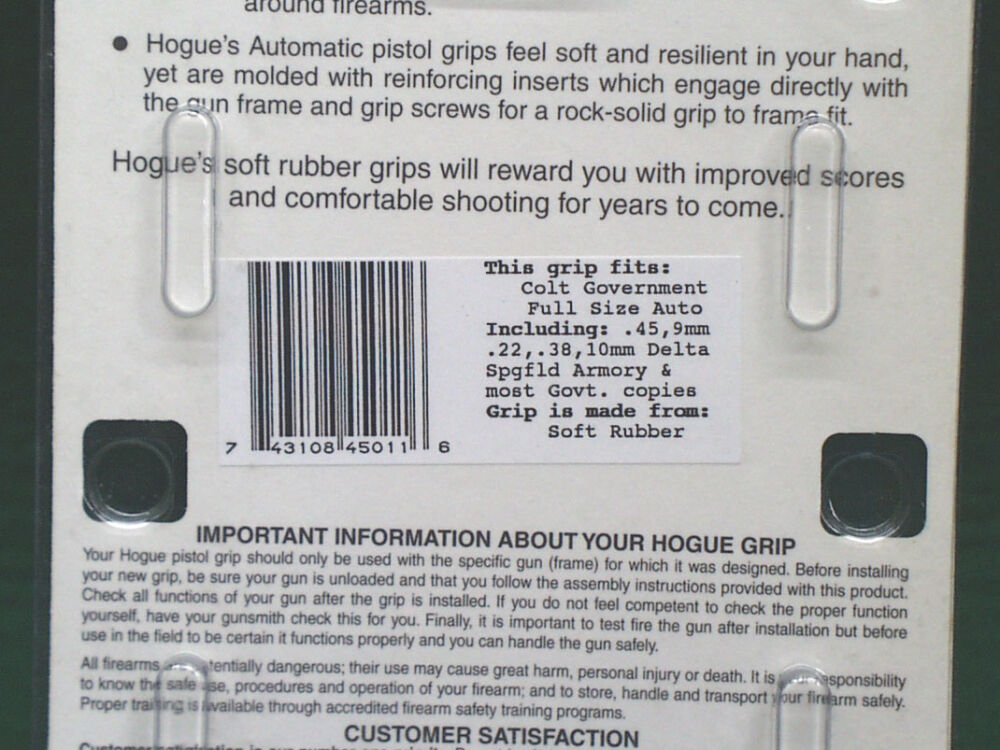 around firearms.
● Hogue's Automatic pistol grips feel soft and resilient in your hand,
yet are molded with reinforcing inserts which engage directly with
the gun frame and grip screws for a rock-solid grip to frame fit.
Hogue's soft rubber grips will reward you with improved scores
and comfortable shooting for years to come.
This grip fits:
Colt Government
Full Size Auto
Including: .45,9mm
.22,.38,10mm Delta
Spgfld Armory &
most Govt. copies
Grip is made from:
Soft Rubber
7 43108 45011 6
IMPORTANT INFORMATION ABOUT YOUR HOGUE GRIP
Your Hogue pistol grip should only be used with the specific gun (frame) for which it was designed. Before installing
your new grip, be sure your gun is unloaded and that you follow the assembly instructions provided with this product.
Check all functions of your gun after the grip is installed. If you do not feel competent to check the proper function
yourself, have your gunsmith check this for you. Finally, it is important to test fire the gun after installation but before
use in the field to be certain it functions properly and you can handle the gun safely.
All firearms are potentially dangerous; their use may cause great harm, personal injury or death. It is your responsibility
to know the safe use, procedures and operation of your firearm; and to store, handle and transport your firearm safely.
Proper training is available through accredited firearm safety training programs.
CUSTOMER SATISFACTION